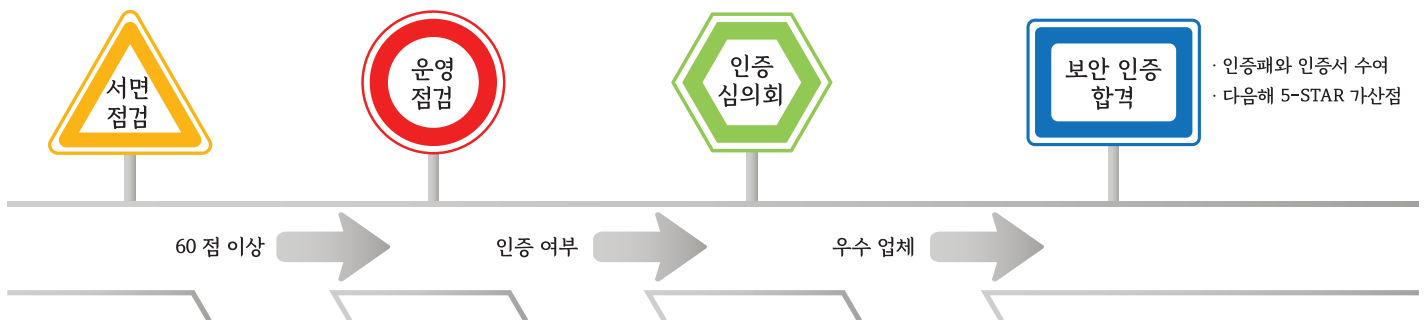 서면
점검
운영
점검
인증
심의회
보안 인증
합격
· 인증패와 인증서 수여
· 다음해 5-STAR 가산점
60 점 이상
인증 여부
우수 업체